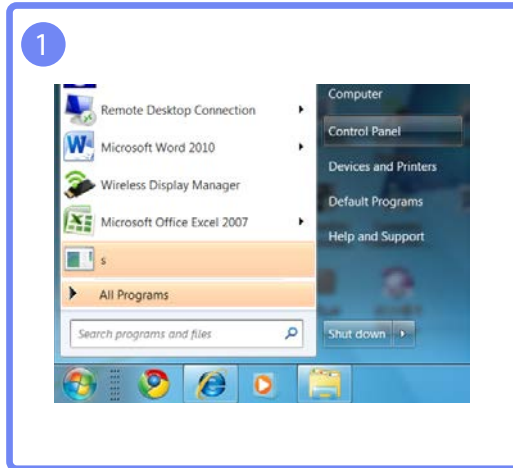 1
Remote Desktop Connection
Microsoft Word 2010
Wireless Display Manager
Microsoft Office Excel 2007
s
All Programs
Search programs and files
Computer
Control Panel
Devices and Printers
Default Programs
Help and Support
Shut down